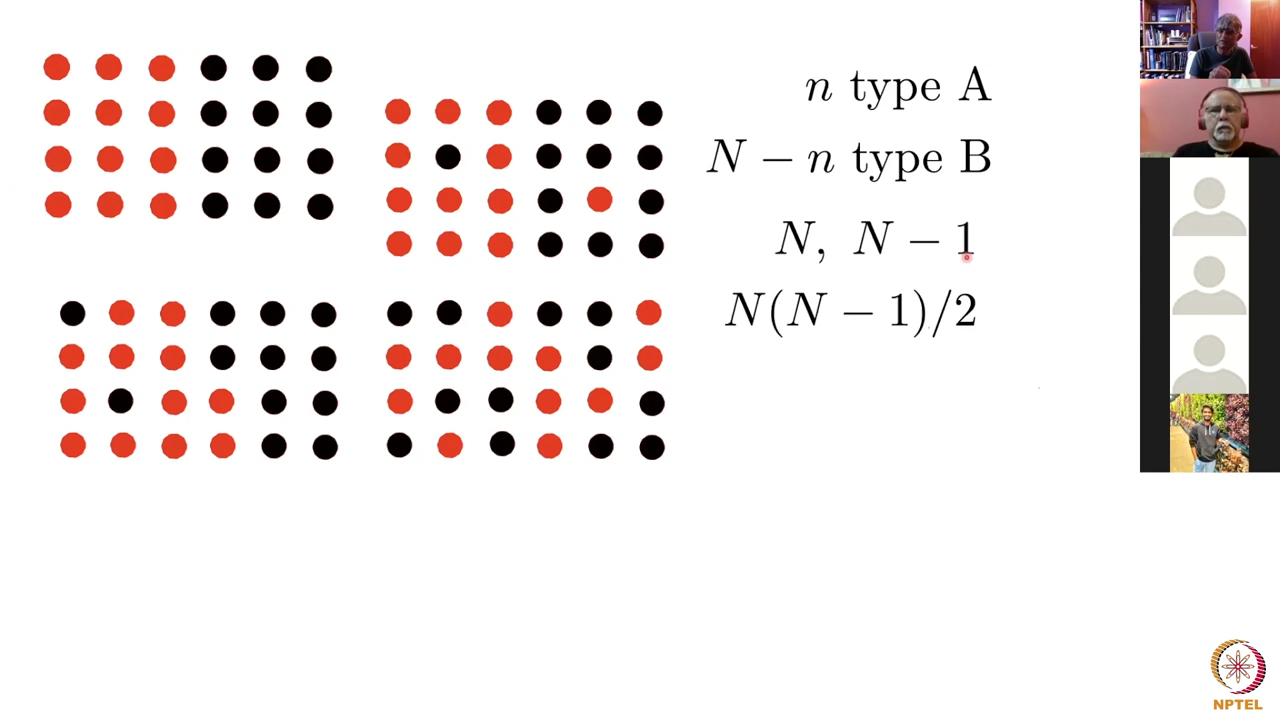 n type A
N − n type B
N, N − 1
N(N − 1)/2
NPTEL